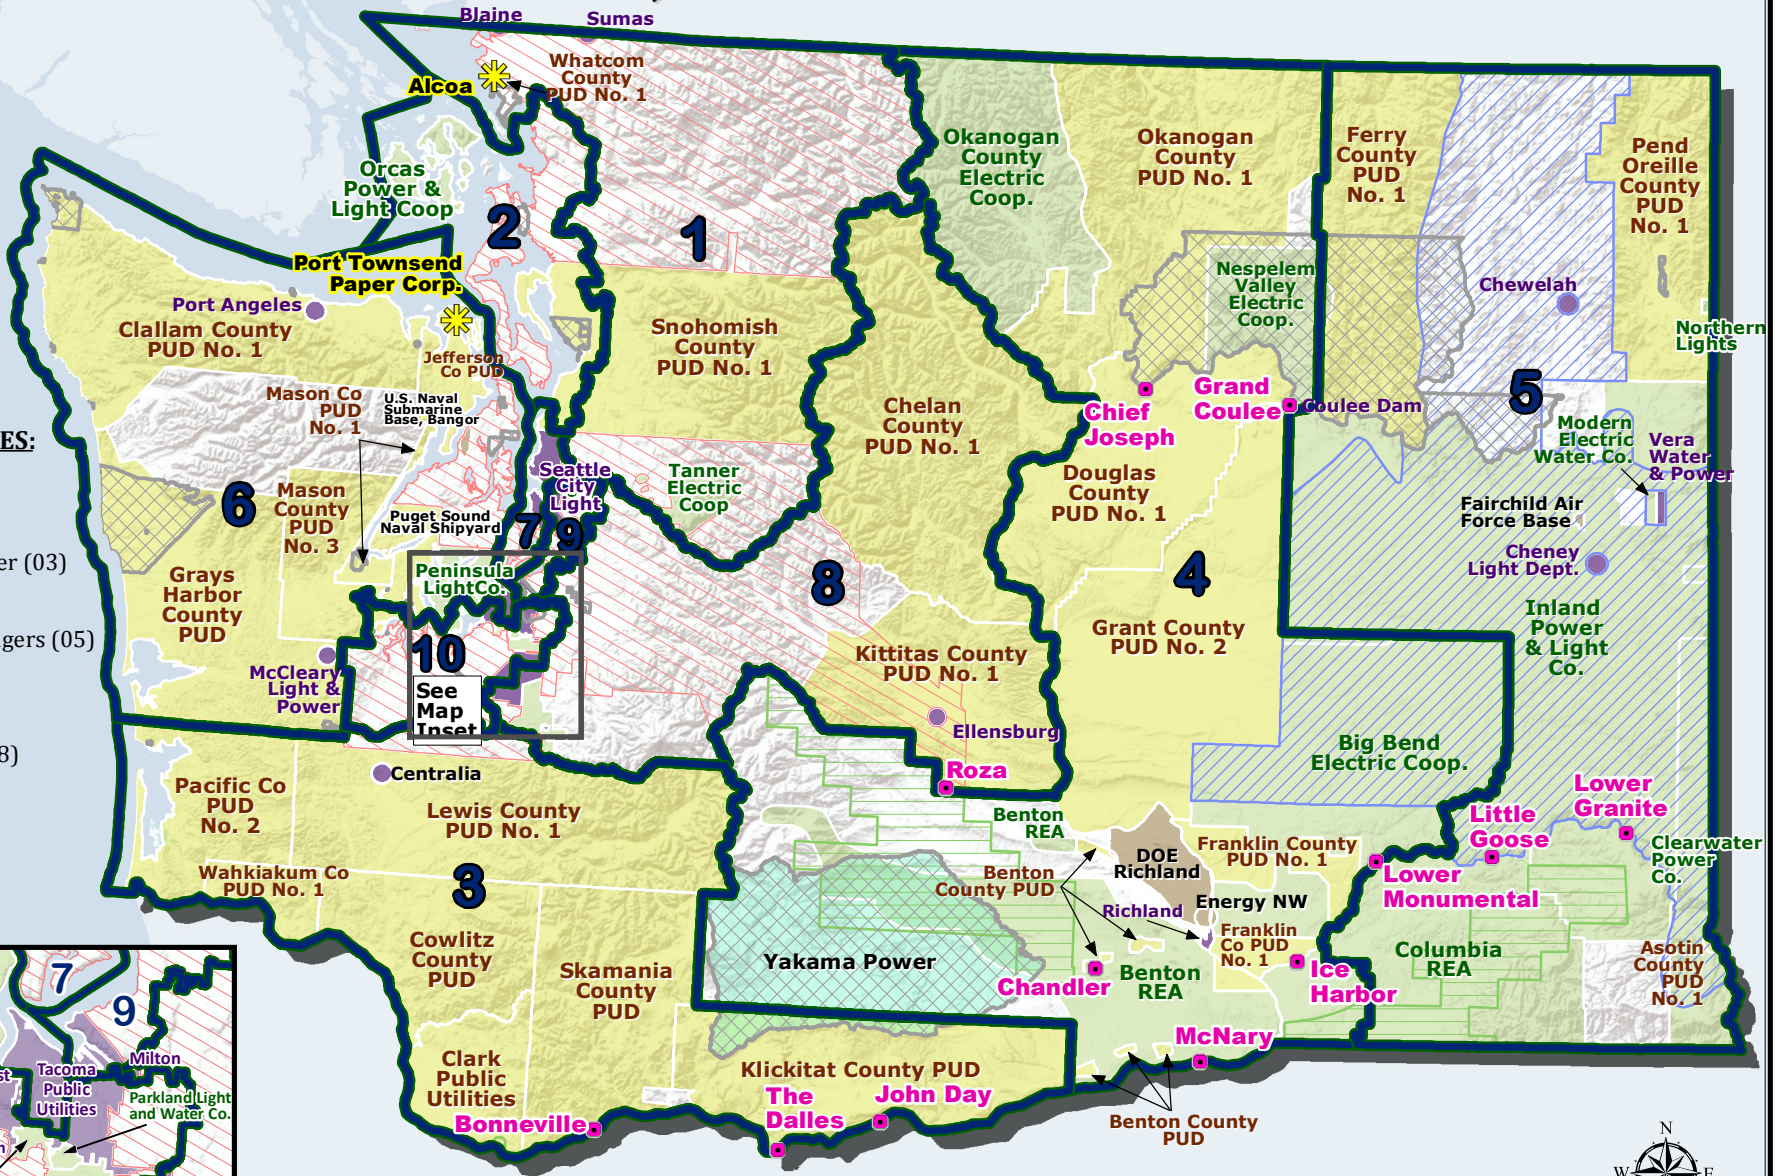 Blaine
Sumas
Whatcom
County
PUD No. 1
Alcoa
Orcas
Power &
Light Coop
2
1
Okanogan
County
Electric
Coop.
Okanogan
County
PUD No. 1
Ferry
County
PUD
No. 1
Pend
Oreille
County
PUD
No. 1
Port Townsend
Paper Corp.
Port Angeles
Clallam County
PUD No. 1
Jefferson
Co PUD
Snohomish
County
PUD No. 1
Nespelem
Valley
Electric
Coop.
Chewelah
Northern
Lights
Mason Co
PUD
No. 1
U.S. Naval
Submarine
Base, Bangor
Chelan
County
PUD No. 1
Chief
Joseph
Grand
Coulee
Coulee Dam
5
Modern
Electric
Water Co.
Vera
Water
& Power
ES:
Seattle
City
Light
Tanner
Electric
Coop
Douglas
County
PUD No. 1
6
Mason
County
PUD
No. 3
Puget Sound
Naval Shipyard
7
9
Fairchild Air
Force Base
Cheney
Light Dept.
er (03)
Grays
Harbor
County
PUD
Peninsula
LightCo.
8
4
Inland
Power
& Light
Co.
gers (05)
10
Grant County
PUD No. 2
Kittitas County
PUD No. 1
McCleary
Light &
Power
See
Map
Inset
Ellensburg
8)
Centralia
Roza
Big Bend
Electric Coop.
Pacific Co
PUD
No. 2
Lewis County
PUD No. 1
Benton
REA
Lower
Granite
Little
Goose
Franklin County
PUD No. 1
DOE
Richland
Clearwater
Power
Co.
Wahkiakum Co
PUD No. 1
3
Benton
County PUD
Lower
Monumental
Energy NW
Richland
Franklin
Co PUD
No. 1
Cowlitz
County
PUD
Skamania
County
PUD
Yakama Power
Chandler
Benton
REA
Ice
Harbor
Columbia
REA
Asotin
County
PUD
No. 1
7
9
McNary
Clark
Public
Utilities
Klickitat County PUD
Milton
st
Tacoma
Public
Utilities
Parkland Light
and Water Co.
Bonneville
The
Dalles
John Day
Benton County
PUD
n
N
W
E